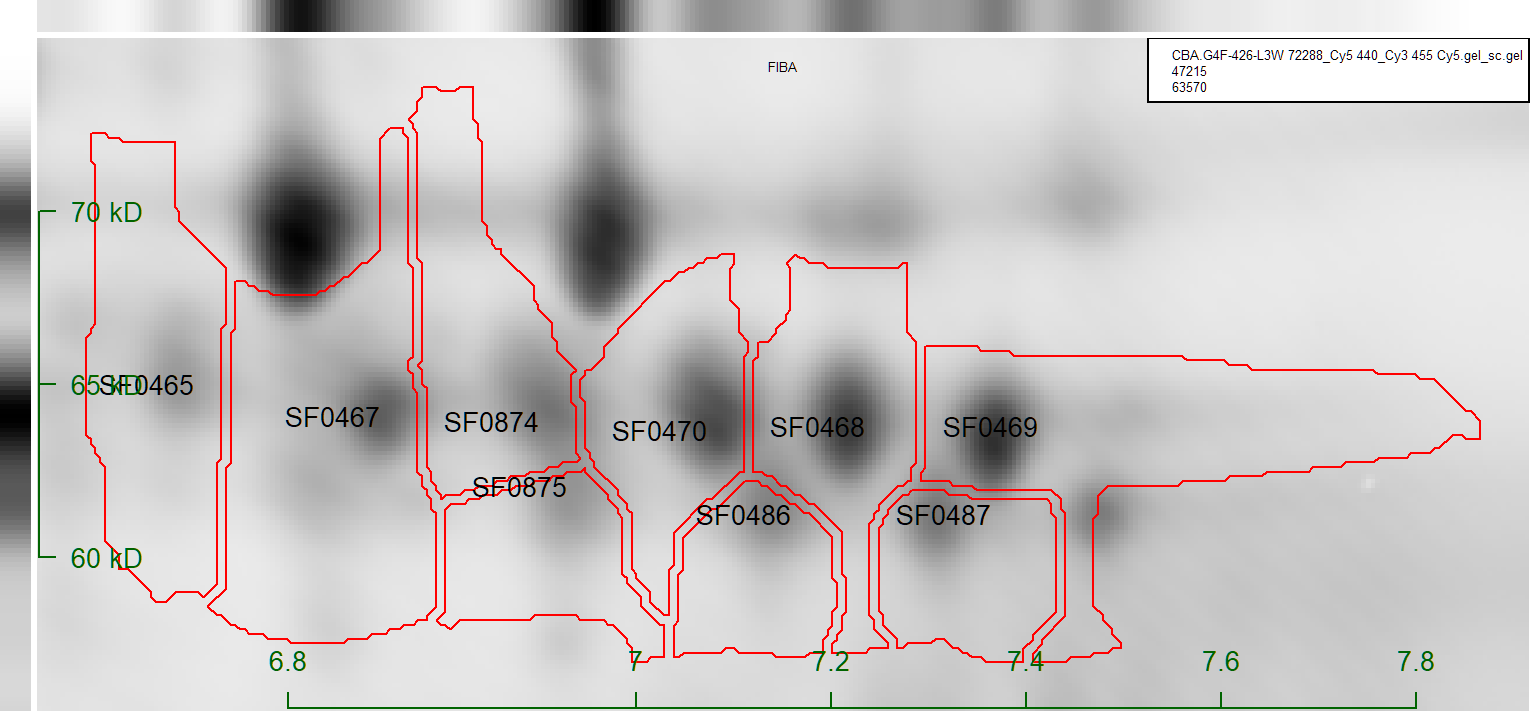 FIBA
CBA.G4F-426-L3W 72288_Cy5 440_Cy3 455 Cy5.gel_sc.gel
47215
63570
70 kD
65 kD
SF0465
SF0467
SF0874
SF0470
SF0468
SF0469
SF0875
SF0486
SF0487
60 kD
6.8
7
7.2
7.4
7.6
7.8